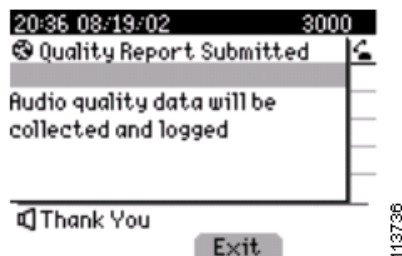 20:36 08/19/02 3000
Quality Report Submitted
Audio quality data will be
collected and logged
Thank You
Exit
113736